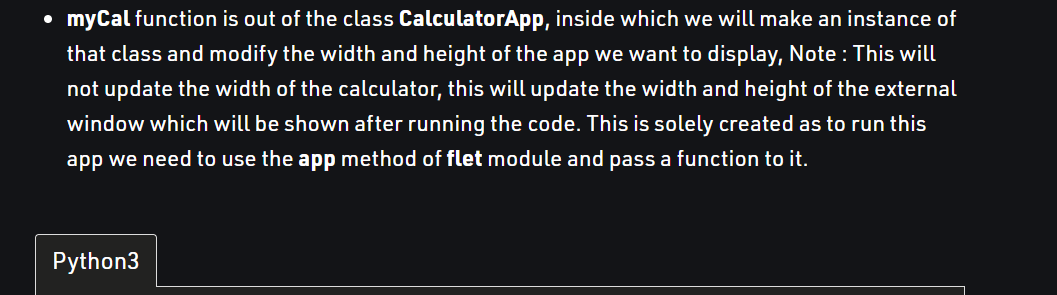 • myCal function is out of the class CalculatorApp, inside which we will make an instance of
that class and modify the width and height of the app we want to display, Note : This will
not update the width of the calculator, this will update the width and height of the external
window which will be shown after running the code. This is solely created as to run this
app we need to use the app method of flet module and pass a function to it.
Python3